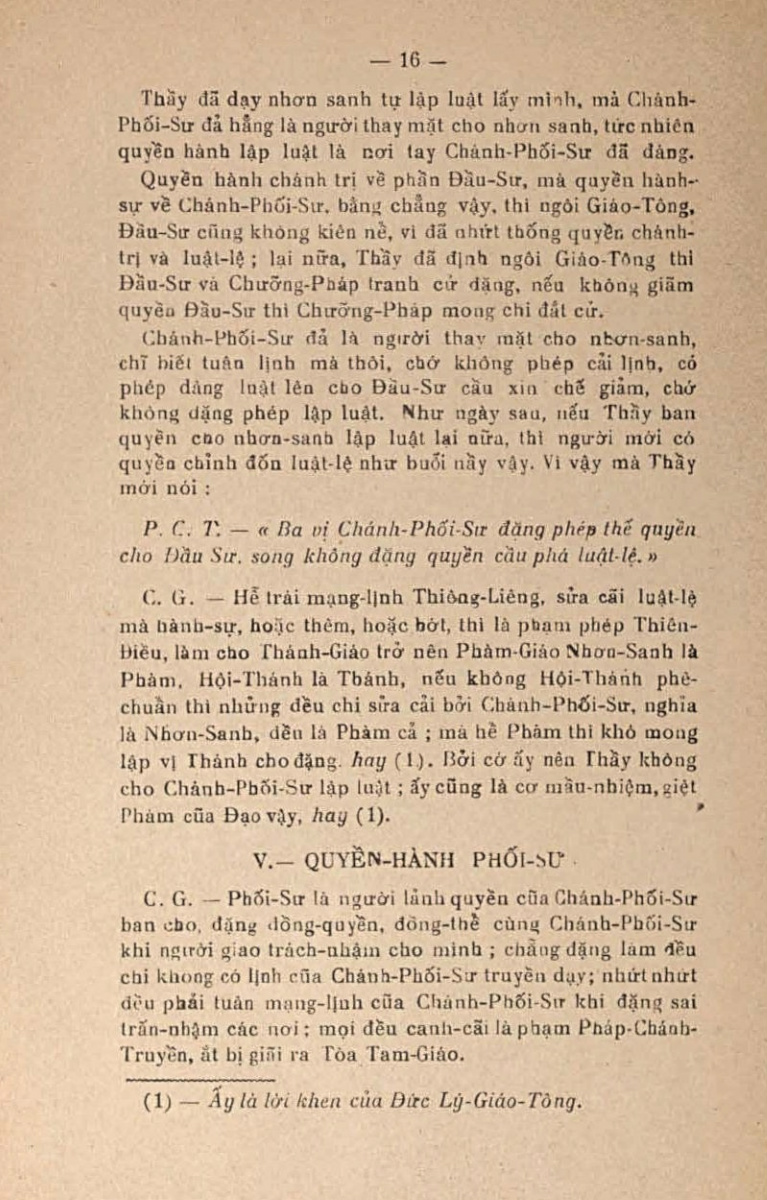 — 16 —
Thầy đã dạy nhơn sanh tự lập luật lấy mình, mà Chánh-
Phối-Sư đả hẳng là người thay mặt cho nhơn sanh, tức nhiên
quyền hành lập luật là nơi tay Chánh-Phối-Sư đã đáng.
Quyền hành chánh trị về phần Đầu-Sư, mà quyền hành-
sự về Chánh-Phối-Sư, bằng chẳng vậy, thì ngôi Giáo-Tông,
Đầu-Sư cũng không kiên nể, vì đã nhứt thống quyền chánh-
trị và luật-lệ ; lại nữa, Thầy đã định ngôi Giáo-Tông thì
Đầu-Sư và Chưởng-Pháp tranh cử đặng, nếu không giãm
quyền Đầu-Sư thì Chưởng-Pháp mong chi đắt cử.
Chánh-Phối-Sư đả là người thay mặt cho nhơn-sanh,
chỉ biết tuân lịnh mà thôi, chớ không phép cải lịnh, có
phép dâng luật lên cho Đầu-Sư cầu xin chế giảm, chớ
không đặng phép lập luật. Như ngày sau, nếu Thầy ban
quyền cho nhơn-sanh lập luật lại nữa, thì người mới có
quyền chỉnh đốn luật-lệ như buổi nầy vậy. Vì vậy mà Thầy
mới nói :
P. C. T. — « Ba vị Chánh-Phối-Sư đặng phép thế quyền
cho Đầu Sư. song không đặng quyền cầu phá luật-lệ. »
C. G. — Hễ trái mạng-lịnh Thiêng-Liêng, sửa cãi luật-lệ
mà hành-sự, hoặc thêm, hoặc bớt, thì là phạm phép Thiên-
Điều, làm cho Thánh-Giáo trở nên Phàm-Giáo Nhơn-Sanh là
Phàm, Hội-Thánh là Thánh, nếu không Hội-Thánh phê-
chuẩn thì những đều chi sửa cải bởi Chánh-Phối-Sư, nghĩa
là Nhơn-Sanh, đều là Phàm cả ; mà hề Phàm thì khó mong
lập vị Thánh cho đặng. hay (1.). Bởi cớ ấy nên Thầy không
cho Chánh-Phối-Sư lập luật ; ấy cũng là cơ mầu-nhiệm, giệt
Phàm của Đạo vậy, hay (1).
V.— QUYỀN-HÀNH PHỐI-SƯ
C. G. — Phối-Sư là người lảnh quyền cũa Chánh-Phối-Sư
ban cho, đặng đồng-quyền, đồng-thể cùng Chánh-Phối-Sư
khi người giao trách-nhậm cho mình ; chẳng đặng làm đều
chi không có lịnh của Chánh-Phối-Sư truyền dạy; nhứt nhứt
đều phải tuân mạng-lịnh của Chánh-Phối-Sư khi đặng sai
trấn-nhậm các nơi ; mọi đều canh-cãi là phạm Pháp-Chánh-
Truyền, ắt bị giãi ra Tòa Tam-Giáo.
(1) — Ấy là lời khen của Đức Lý-Giáo-Tông.